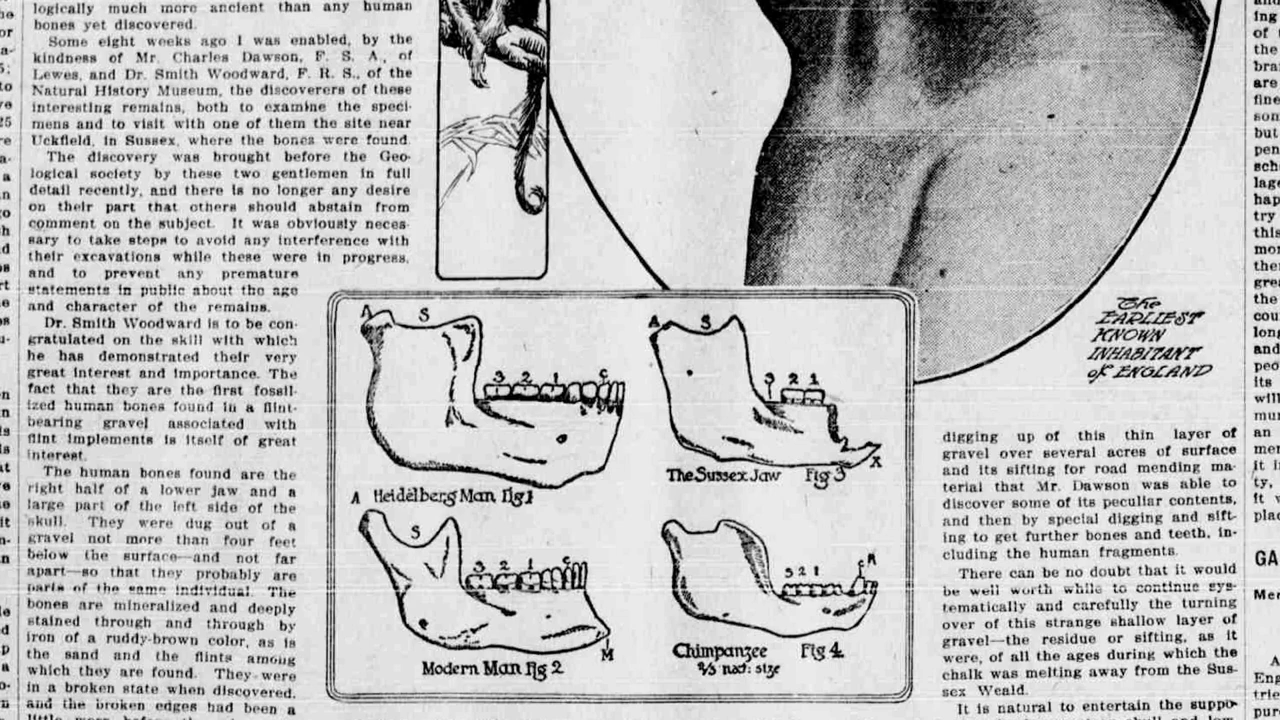 logically much more ancient than any human
bones yet discovered.
Some eight weeks ago I was enabled, by the
kindness of Mr. Charles Dawson, F. S. A., of
Lewes, and Dr. Smith Woodward, F. R. S., of the
Natural History Museum, the discoverers of these
interesting remains, both to examine the speci-
mens and to visit with one of them the site near
Uckfield, in Sussex, where the bones were found.
The discovery was brought before the Geo-
logical society by these two gentlemen in full
detail recently, and there is no longer any desire
on their part that others should abstain from
comment on the subject. It was obviously neces-
sary to take steps to avoid any interference with
their excavations while these were in progress,
and to prevent any premature
statements in public about the age
and character of the remains.
Dr. Smith Woodward is to be con-
gratulated on the skill with which
he has demonstrated their very
great interest and importance. The
fact that they are the first fossil-
ized human bones found in a flint-
bearing gravel associated with
flint implements is itself of great
interest.
The human bones found are the
right half of a lower jaw and a
large part of the left side of the
skull. They were dug out of a
gravel not more than four feet
below the surface—and not far
apart—so that they probably are
parts of the same individual. The
bones are mineralized and deeply
stained through and through by
iron of a ruddy-brown color, as is
the sand and the flints among
which they are found. They were
in a broken state when discovered,
and the broken edges had been a
A S
3 2 1 C
A Heidelberg Man Fig 1
A S
3 2 1
X
The Sussex Jaw Fig 3
S
3 2 1 C
M
Modern Man Fig 2
3 2 1
C
Chimpanzee Fig 4
2/3 nat: size
The
EARLIEST
KNOWN
INHABITANT
of ENGLAND
digging up of this thin layer of
gravel over several acres of surface
and its sifting for road mending ma-
terial that Mr. Dawson was able to
discover some of its peculiar contents,
and then by special digging and sift-
ing to get further bones and teeth, in-
cluding the human fragments.
There can be no doubt that it would
be well worth while to continue sys-
tematically and carefully the turning
over of this strange shallow layer of
gravel—the residue or sifting, as it
were, of all the ages during which the
chalk was melting away from the Sus-
sex Weald.
It is natural to entertain the suppo-